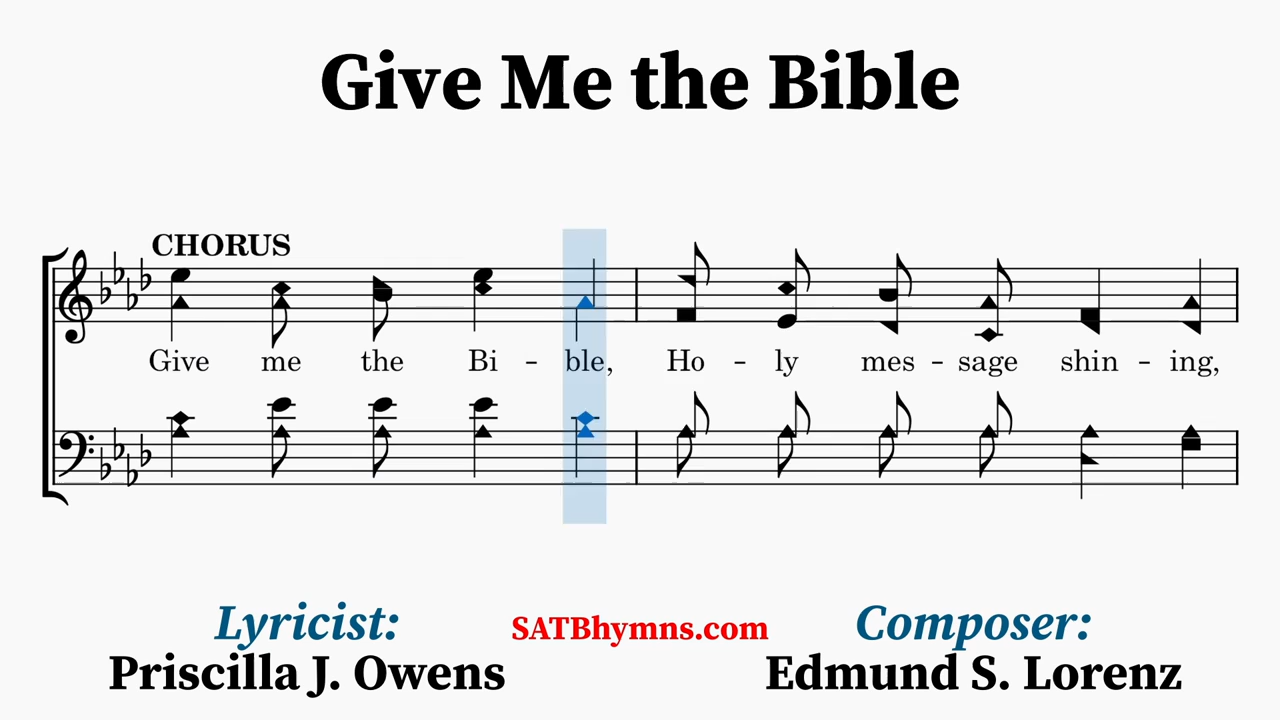 Give Me the Bible
CHORUS
Give me the Bi - ble, Ho - ly mes - sage shin - ing,
Lyricist:
Priscilla J. Owens
SATBhymns.com
Composer:
Edmund S. Lorenz